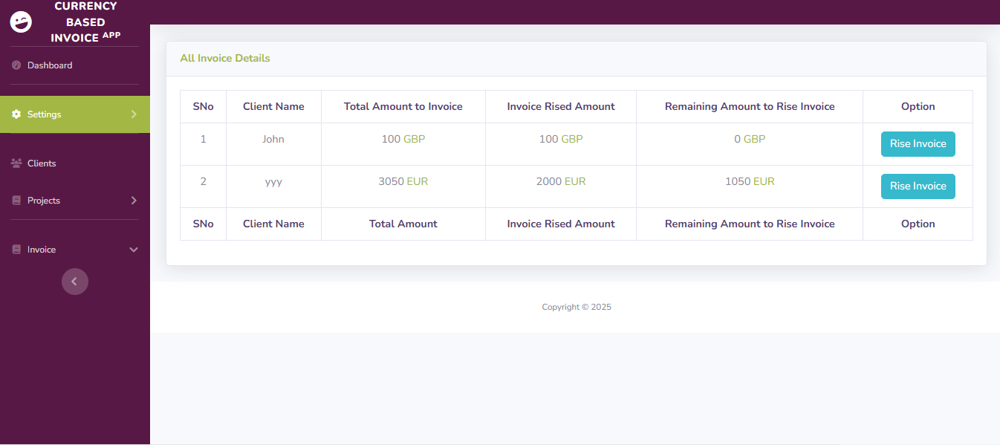 CURRENCY
BASED
INVOICE APP
Dashboard
Settings
Clients
Projects
Invoice
All Invoice Details
SNo Client Name Total Amount to Invoice Invoice Rised Amount Remaining Amount to Rise Invoice Option
1 John 100 GBP 100 GBP 0 GBP Rise Invoice
2 yyy 3050 EUR 2000 EUR 1050 EUR Rise Invoice
SNo Client Name Total Amount Invoice Rised Amount Remaining Amount to Rise Invoice Option
Copyright © 2025